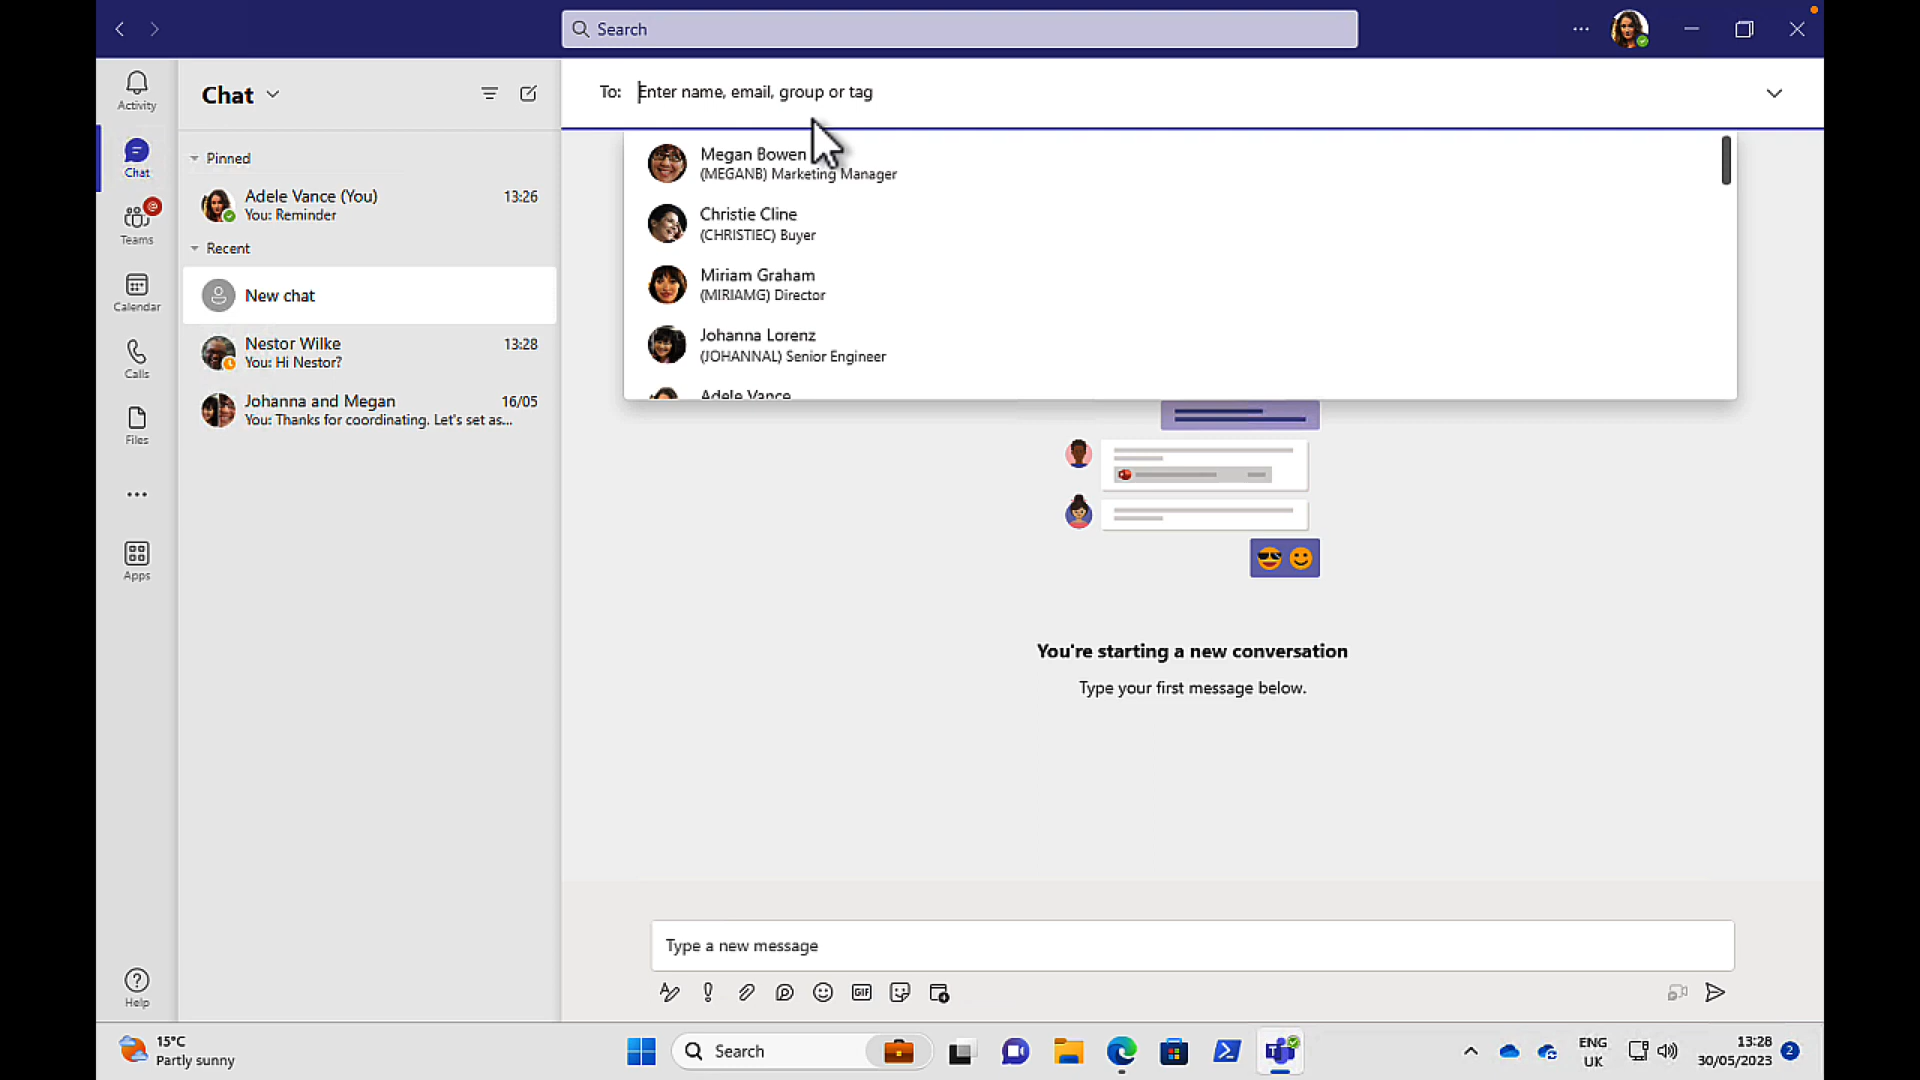 Search
Activity
Chat
Teams
Calendar
Calls
Files
Apps
Help
Chat
Pinned
Adele Vance (You) 13:26
You: Reminder
Recent
New chat
Nestor Wilke 13:28
You: Hi Nestor?
Johanna and Megan 16/05
You: Thanks for coordinating. Let's set as...
To: Enter name, email, group or tag
Megan Bowen
(MEGANB) Marketing Manager
Christie Cline
(CHRISTIEC) Buyer
Miriam Graham
(MIRIAMG) Director
Johanna Lorenz
(JOHANNAL) Senior Engineer
Adele Vance
You're starting a new conversation
Type your first message below.
Type a new message
GIF
15°C
Partly sunny
Search
ENG
UK
13:28
30/05/2023
2